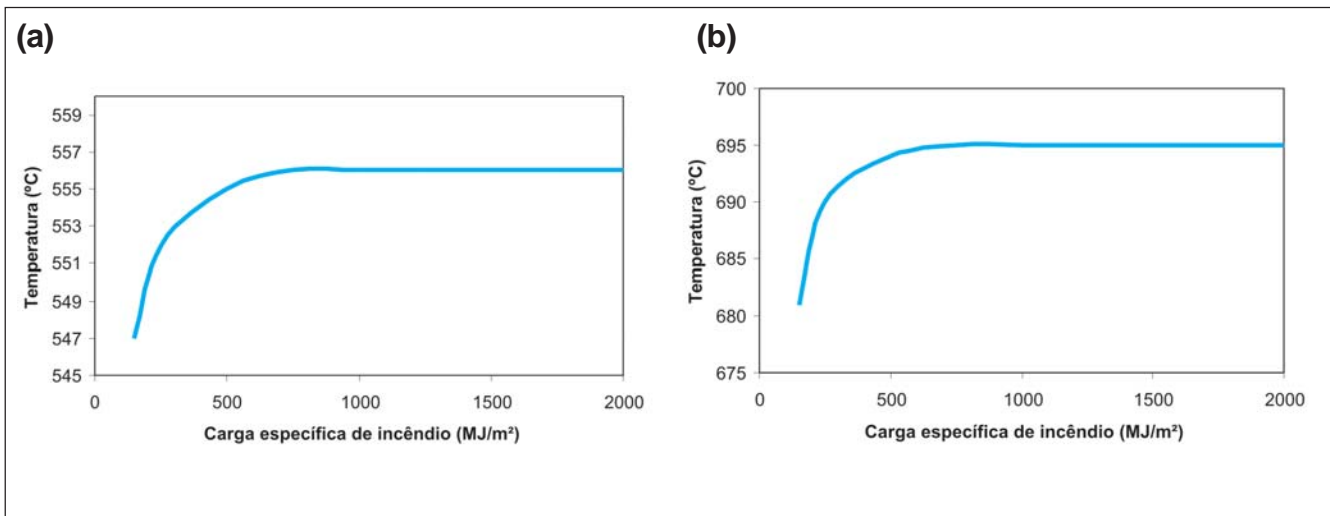 (a)
Temperatura (ºC)
559
557
555
553
551
549
547
545
0 500 1000 1500 2000
Carga específica de incêndio (MJ/m²)
(b)
Temperatura (ºC)
700
695
690
685
680
675
0 500 1000 1500 2000
Carga específica de incêndio (MJ/m²)